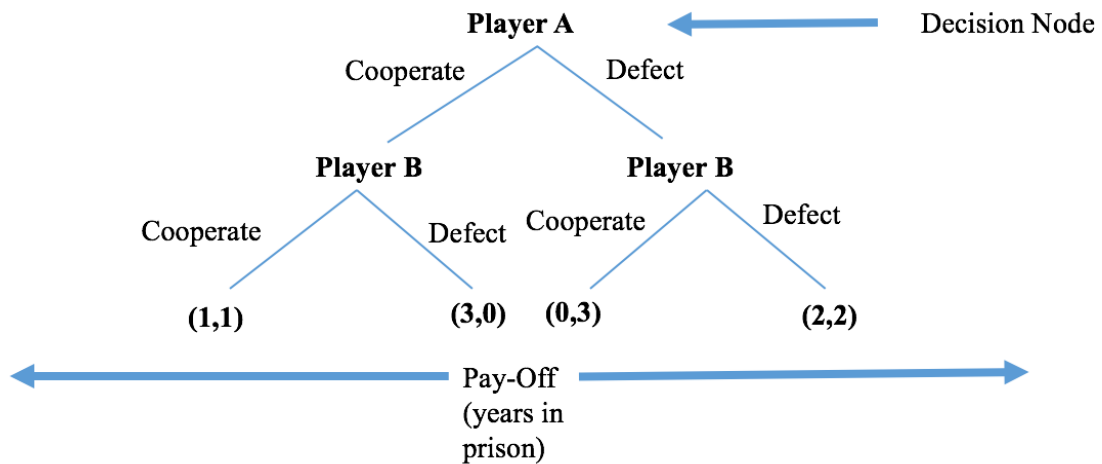 Player A
Decision Node
Cooperate
Defect
Player B
Player B
Cooperate
Defect
Cooperate
Defect
(1,1)
(3,0)
(0,3)
(2,2)
Pay-Off
(years in
prison)